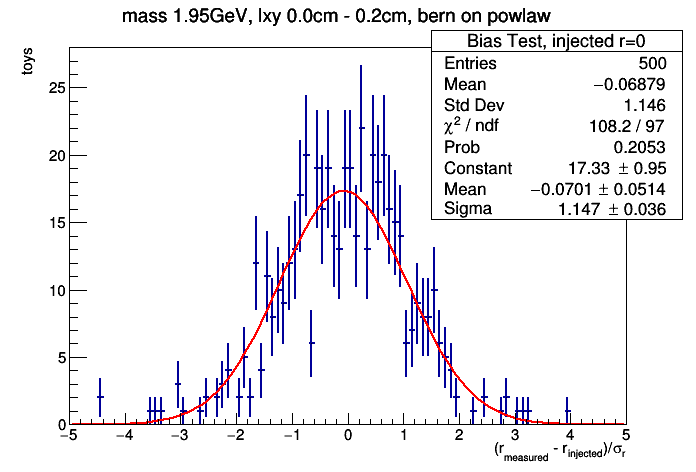 mass 1.95GeV, lxy 0.0cm - 0.2cm, bern on powlaw
Bias Test, injected r=0
Entries 500
Mean −0.06879
Std Dev 1.146
χ² / ndf 108.2 / 97
Prob 0.2053
Constant 17.33 ± 0.95
Mean −0.0701 ± 0.0514
Sigma 1.147 ± 0.036
toys
25
20
15
10
5
0
−5 −4 −3 −2 −1 0 1 2 3 4 5
(r_measured - r_injected)/σ_r